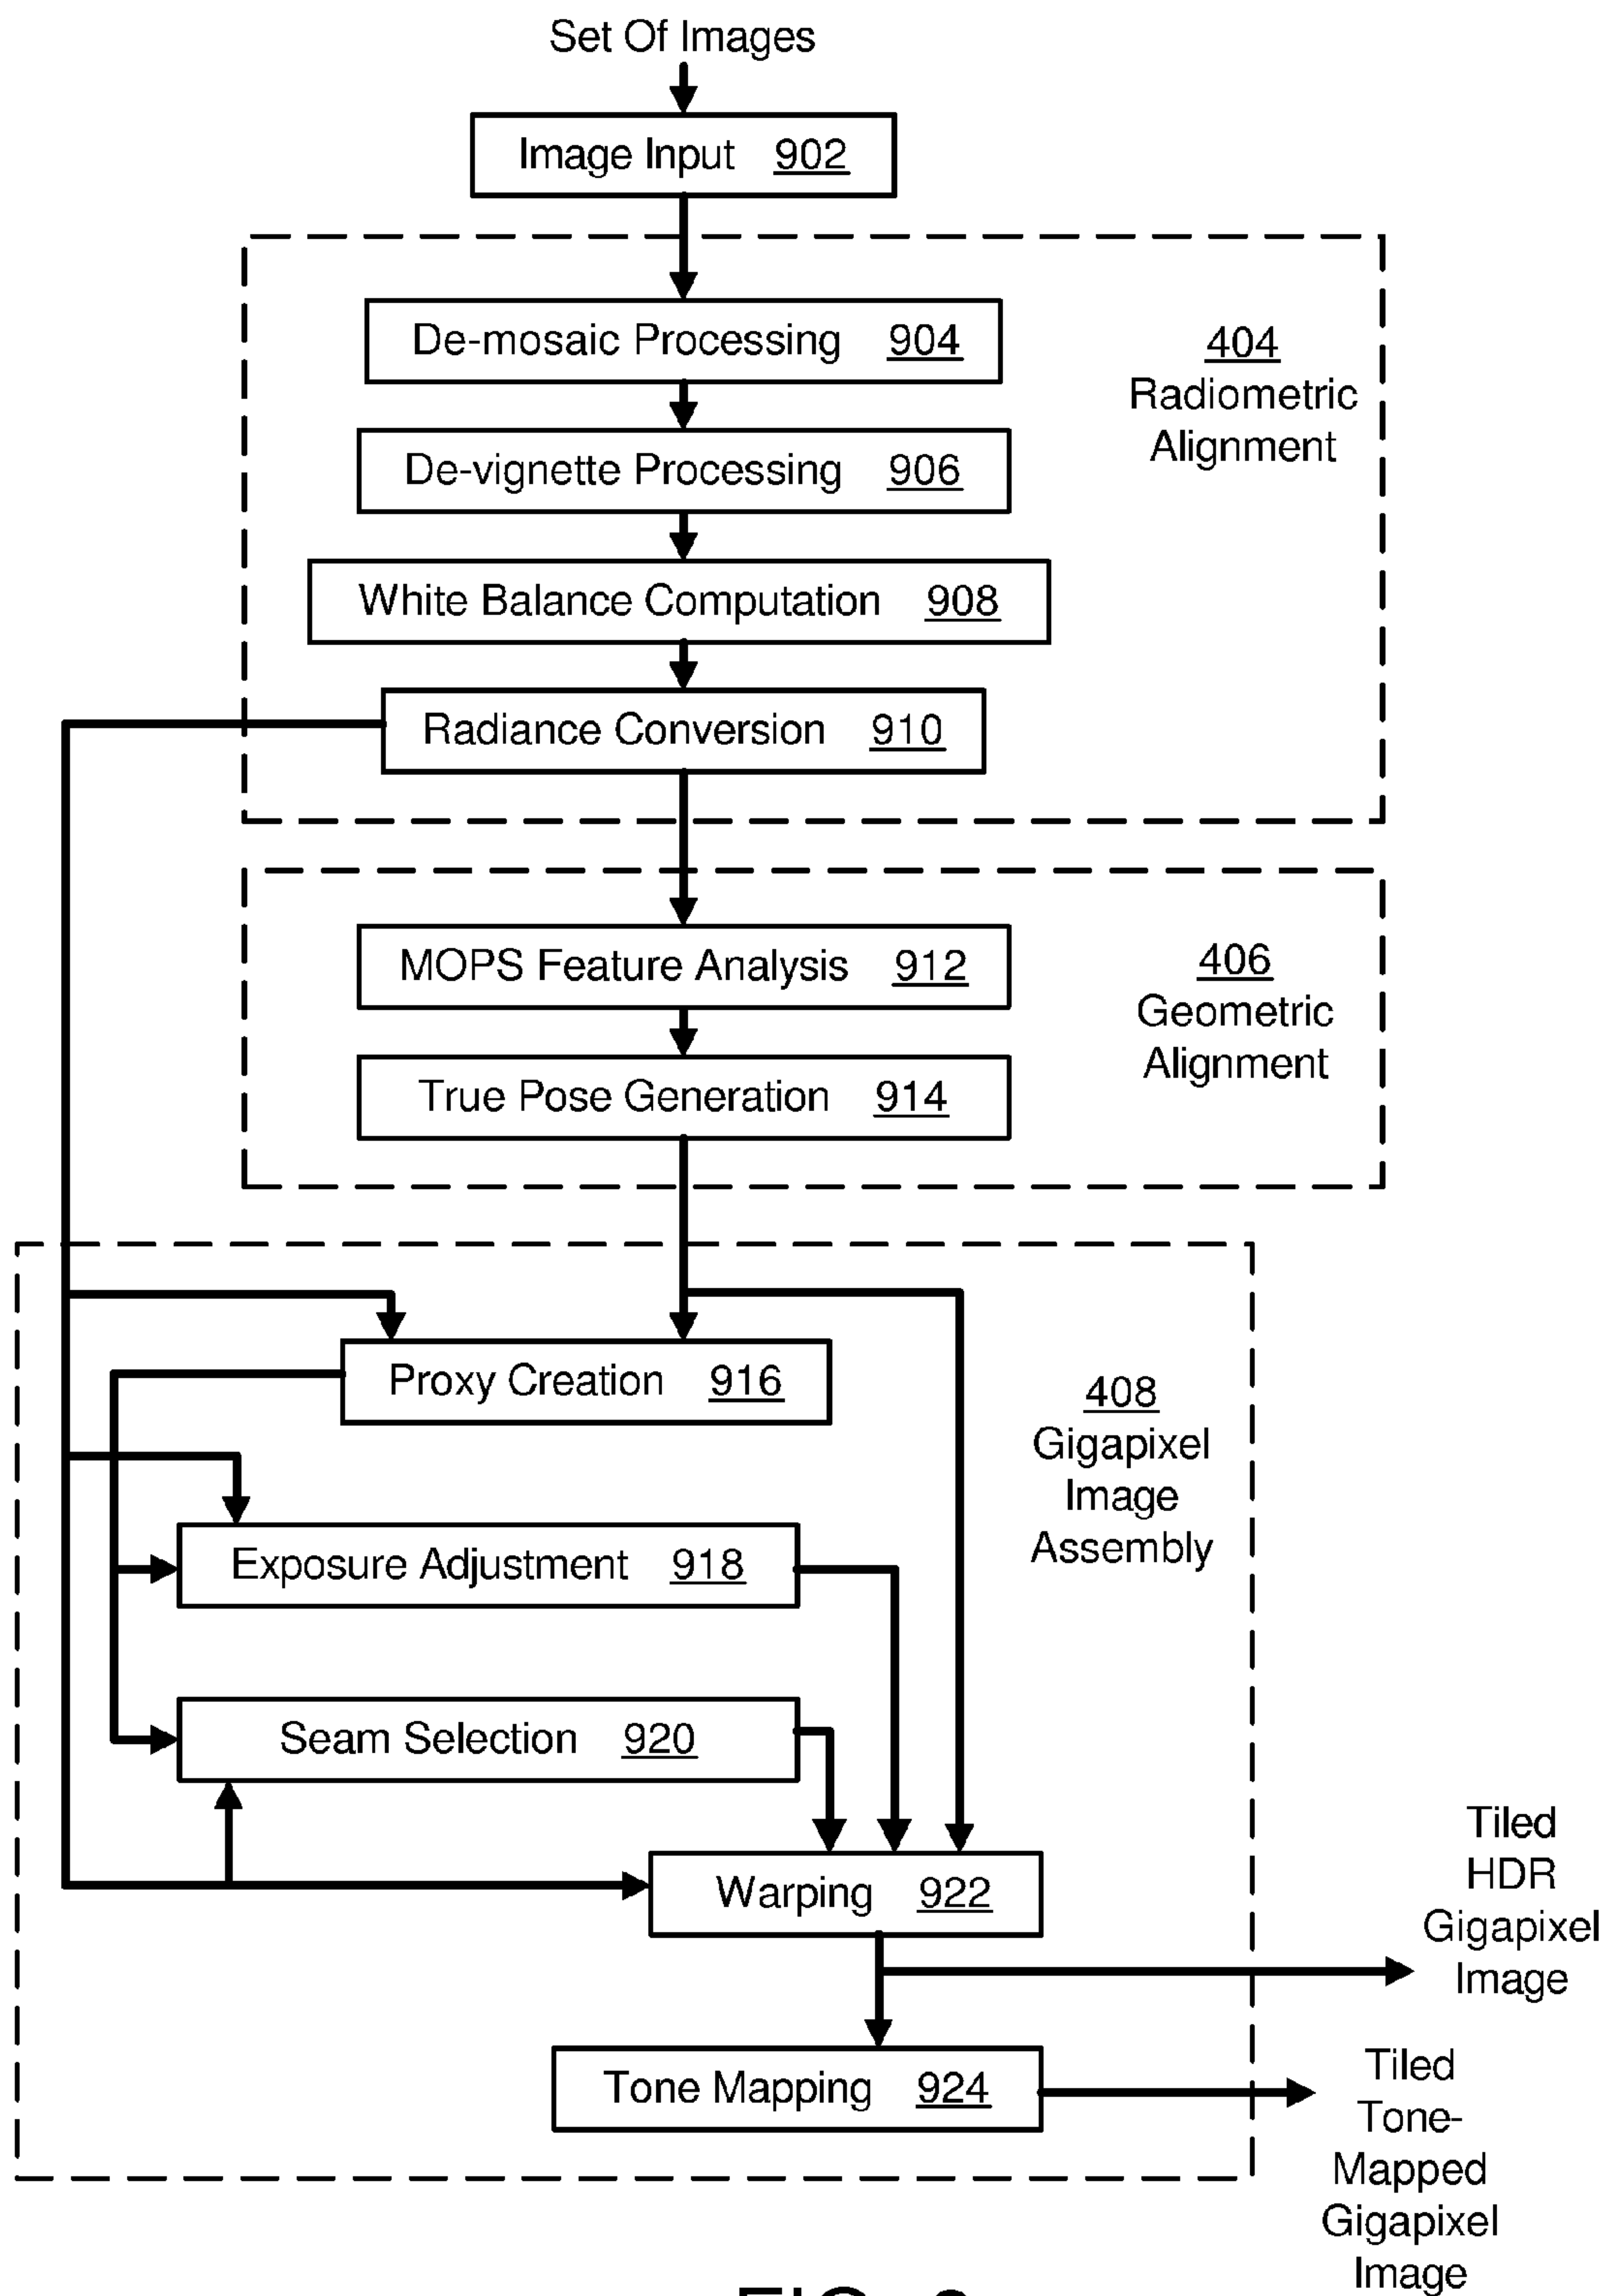 Set Of Images
Image Input 902
De-mosaic Processing 904
404
Radiometric
Alignment
De-vignette Processing 906
White Balance Computation 908
Radiance Conversion 910
MOPS Feature Analysis 912
406
Geometric
Alignment
True Pose Generation 914
Proxy Creation 916
408
Gigapixel
Image
Assembly
Exposure Adjustment 918
Seam Selection 920
Warping 922
Tiled
HDR
Gigapixel
Image
Tone Mapping 924
Tiled
Tone-
Mapped
Gigapixel
Image